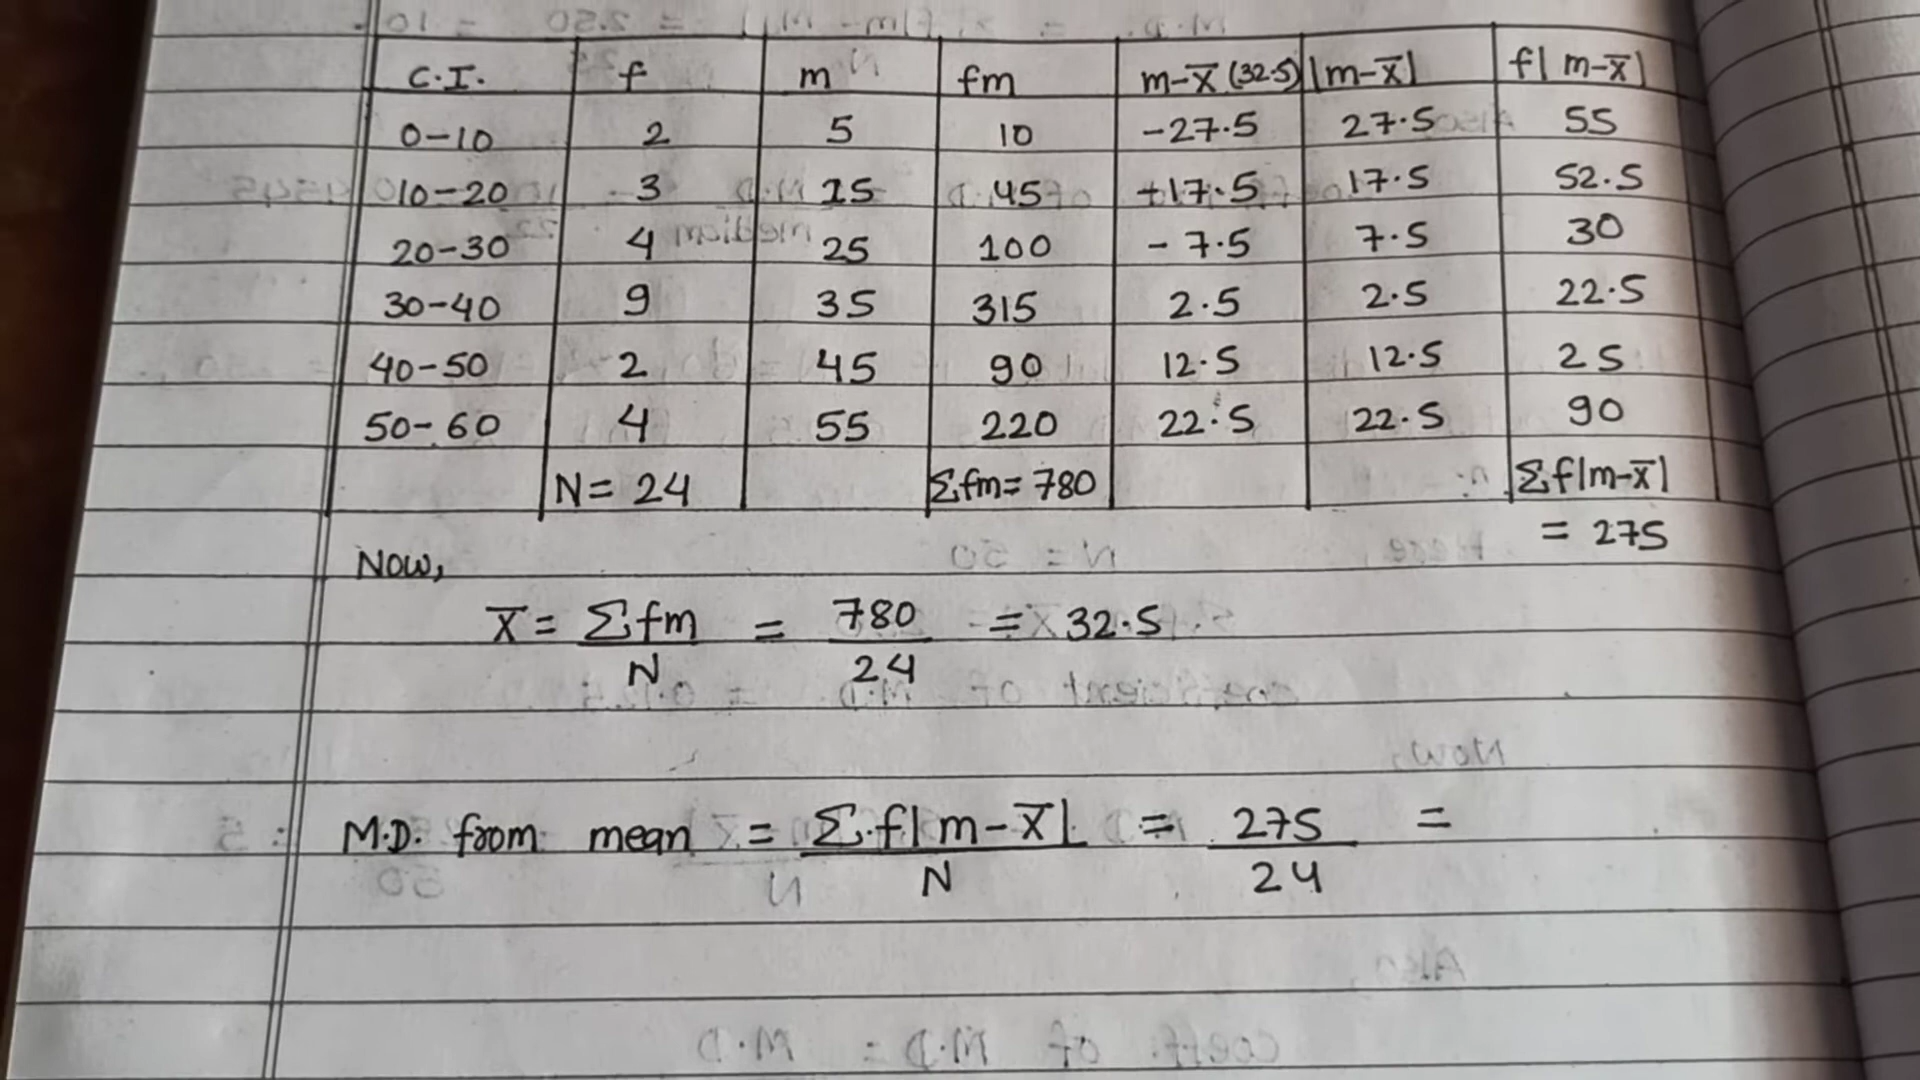 C.I. f m fm m-x̄ (32.5) |m-x̄| f|m-x̄|
0-10 2 5 10 -27.5 27.5 55
10-20 3 15 45 +17.5 17.5 52.5
20-30 4 25 100 -7.5 7.5 30
30-40 9 35 315 2.5 2.5 22.5
40-50 2 45 90 12.5 12.5 25
50-60 4 55 220 22.5 22.5 90
N = 24 Σfm = 780 Σf|m-x̄|
= 275
Now,
x̄ = Σfm / N = 780 / 24 = 32.5
M.D. from mean = Σf|m-x̄| / N = 275 / 24 =